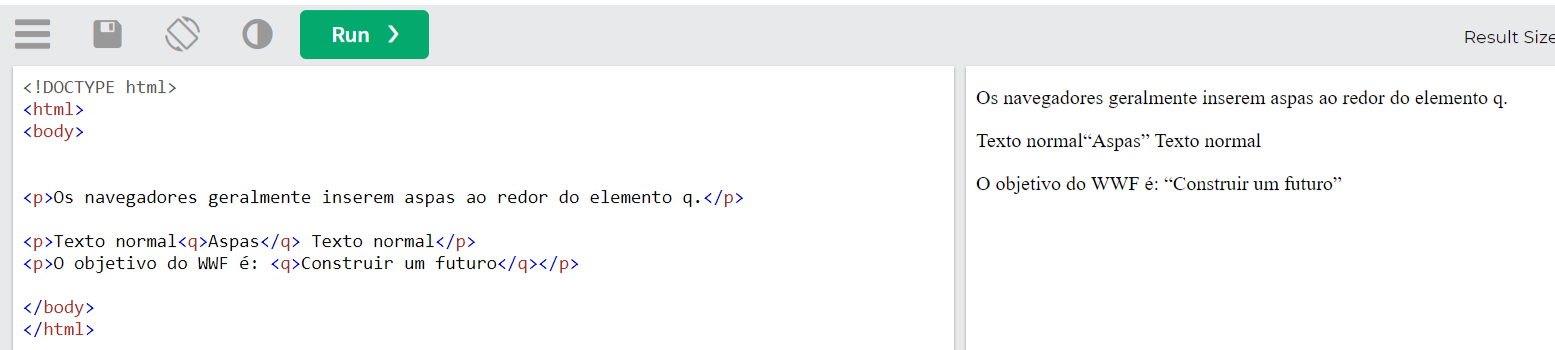 Run ❯
Result Size
<!DOCTYPE html>
<html>
<body>
<p>Os navegadores geralmente inserem aspas ao redor do elemento q.</p>
<p>Texto normal<q>Aspas</q> Texto normal</p>
<p>O objetivo do WWF é: <q>Construir um futuro</q></p>
</body>
</html>
Os navegadores geralmente inserem aspas ao redor do elemento q.
Texto normal“Aspas” Texto normal
O objetivo do WWF é: “Construir um futuro”